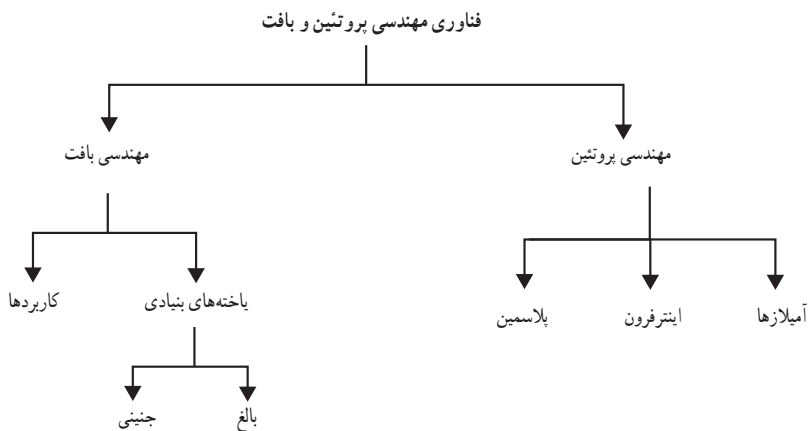 فناوری مهندسی پروتئین و بافت
مهندسی پروتئین
مهندسی بافت
آمیلازها
اینترفرون
پلاسمین
یاخته‌های بنیادی
کاربردها
بالغ
جنینی